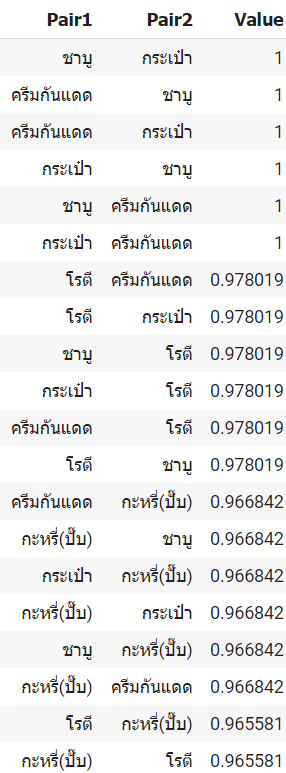 Pair1 Pair2 Value
ชาบู กระเป๋า 1
ครีมกันแดด ชาบู 1
ครีมกันแดด กระเป๋า 1
กระเป๋า ชาบู 1
ชาบู ครีมกันแดด 1
กระเป๋า ครีมกันแดด 1
โรตี ครีมกันแดด 0.978019
โรตี กระเป๋า 0.978019
ชาบู โรตี 0.978019
กระเป๋า โรตี 0.978019
ครีมกันแดด โรตี 0.978019
โรตี ชาบู 0.978019
ครีมกันแดด กะหรี่(ปั๊บ) 0.966842
กะหรี่(ปั๊บ) ชาบู 0.966842
กระเป๋า กะหรี่(ปั๊บ) 0.966842
กะหรี่(ปั๊บ) กระเป๋า 0.966842
ชาบู กะหรี่(ปั๊บ) 0.966842
กะหรี่(ปั๊บ) ครีมกันแดด 0.966842
โรตี กะหรี่(ปั๊บ) 0.965581
กะหรี่(ปั๊บ) โรตี 0.965581